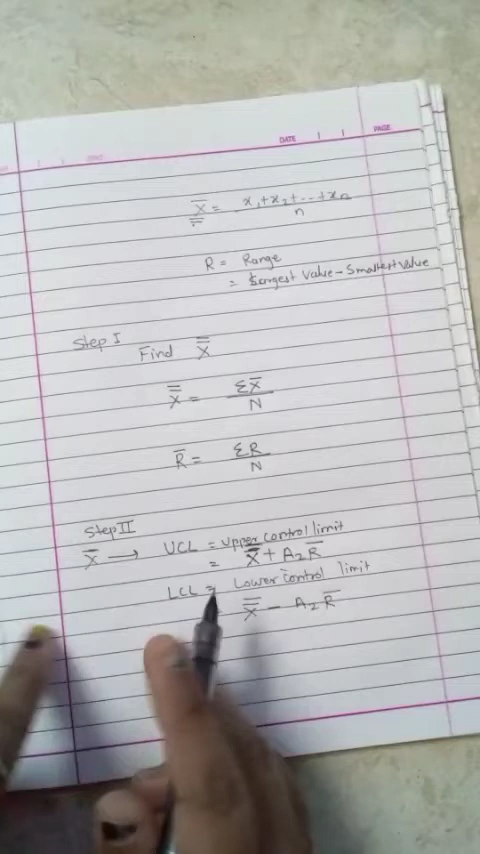 DATE
PAGE
X̄ = x₁+x₂+...+xₙ / n
R = Range
= Largest value - Smallest value
Step I
Find X̿
X̿ = ΣX̄ / N
R̄ = ΣR / N
Step II
X̿ → UCL = Upper control limit
= X̿ + A₂R̄
LCL = Lower control limit
X̿ - A₂R̄